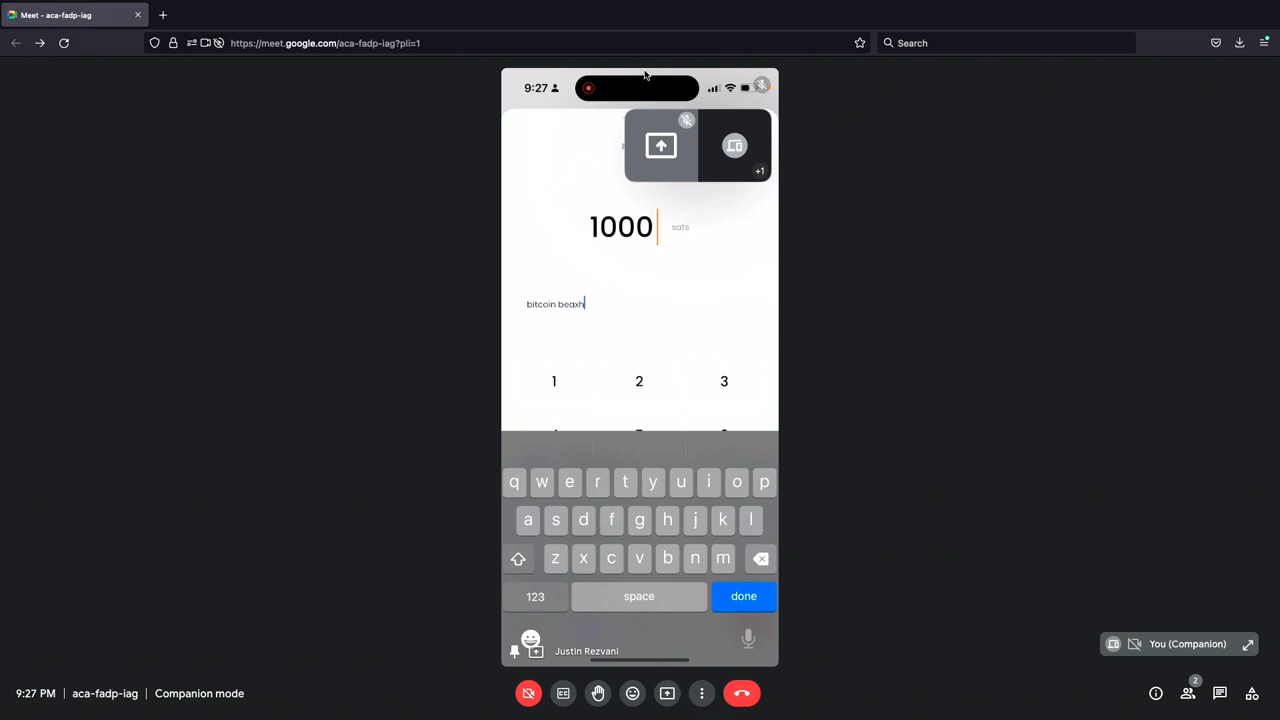 Meet - aca-fadp-iag
https://meet.google.com/aca-fadp-iag?pli=1
Search
9:27
+1
1000 sats
bitcoin beaxh
1 2 3
q w e r t y u i o p
a s d f g h j k l
z x c v b n m
123 space done
Justin Rezvani
You (Companion)
9:27 PM aca-fadp-iag Companion mode
2